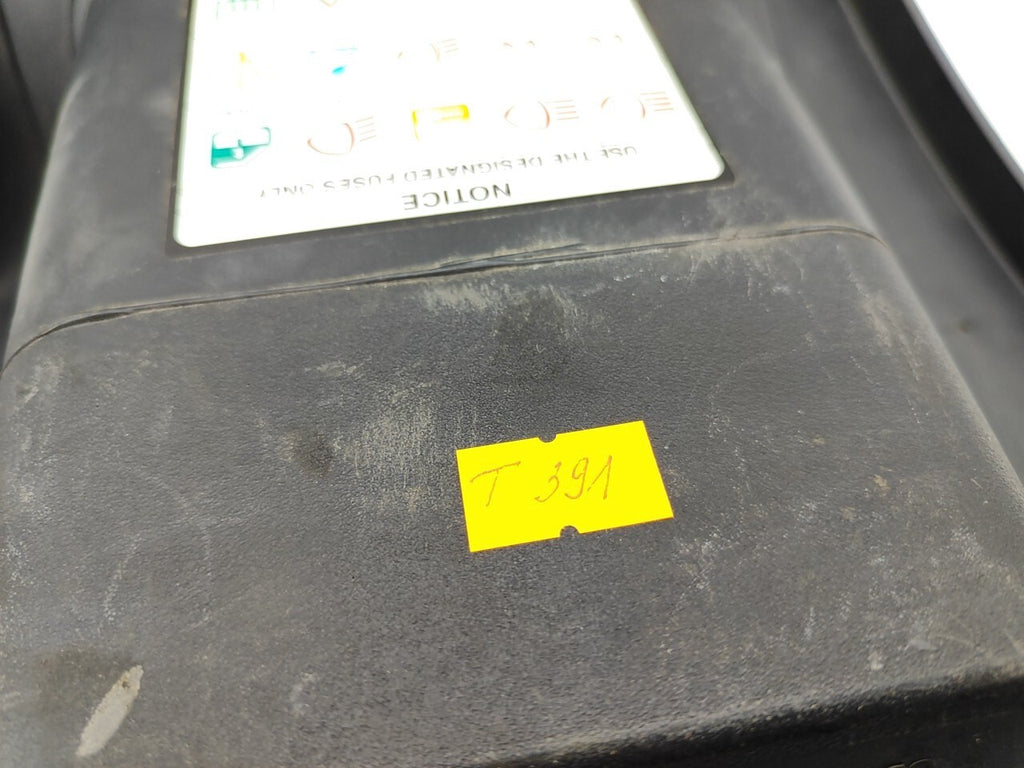 NOTICE
USE THE DESIGNATED FUSES ONLY
T 391